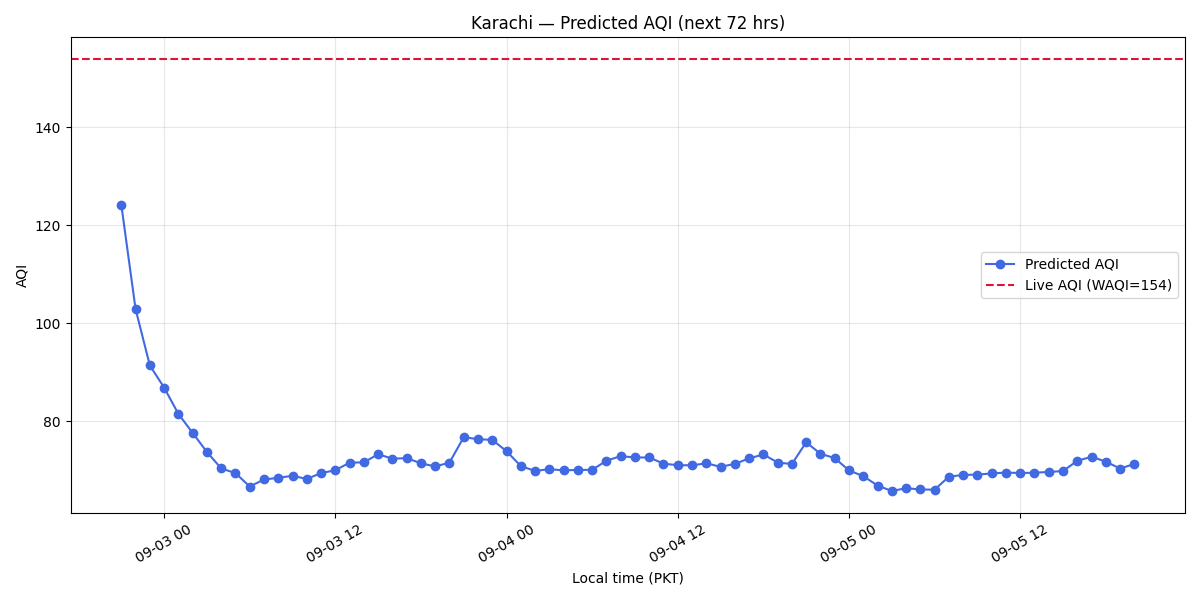 Karachi — Predicted AQI (next 72 hrs)
140
120
100
80
AQI
Predicted AQI
Live AQI (WAQI=154)
09-03 00
09-03 12
09-04 00
09-04 12
09-05 00
09-05 12
Local time (PKT)